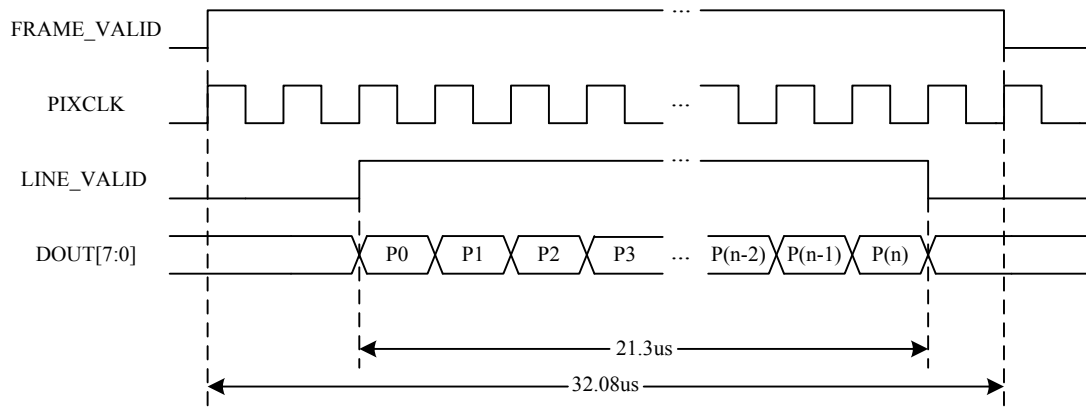 FRAME_VALID
...
PIXCLK
...
LINE_VALID
...
DOUT[7:0] P0 P1 P2 P3 ... P(n-2) P(n-1) P(n)
21.3us
32.08us